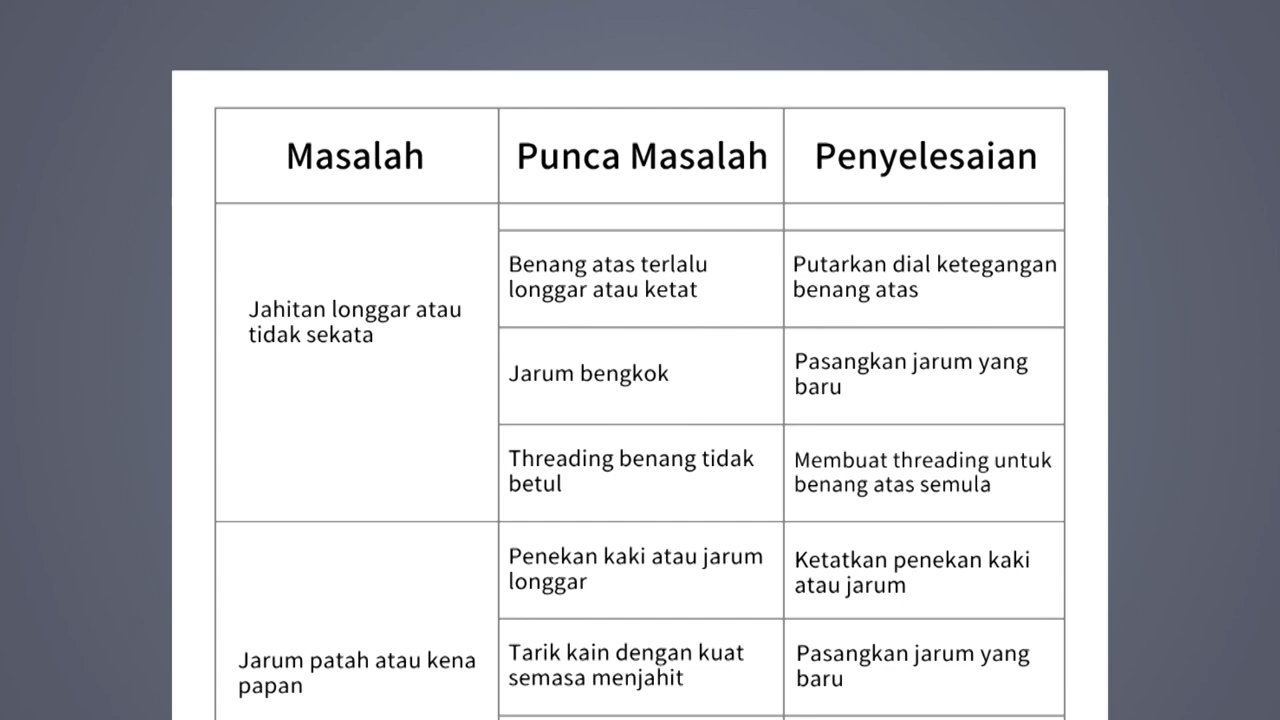 Masalah Punca Masalah Penyelesaian
Jahitan longgar atau
tidak sekata
Benang atas terlalu
longgar atau ketat
Putarkan dial ketegangan
benang atas
Jarum bengkok
Pasangkan jarum yang
baru
Threading benang tidak
betul
Membuat threading untuk
benang atas semula
Jarum patah atau kena
papan
Penekan kaki atau jarum
longgar
Ketatkan penekan kaki
atau jarum
Tarik kain dengan kuat
semasa menjahit
Pasangkan jarum yang
baru